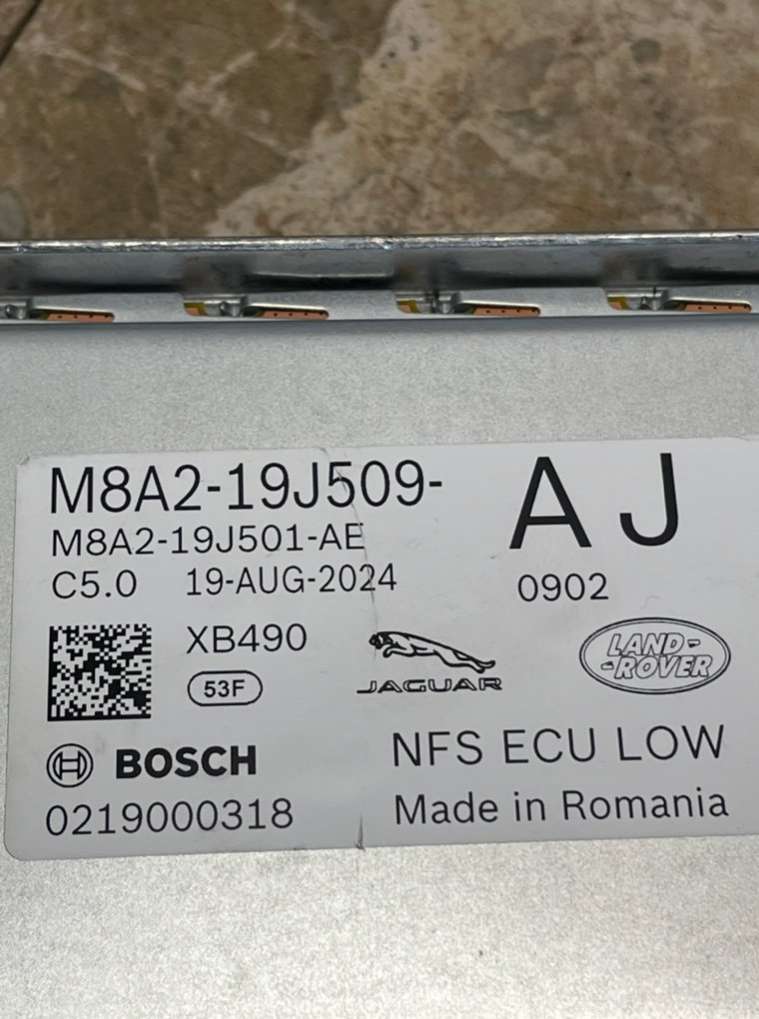 M8A2-19J509- AJ
M8A2-19J501-AE
C5.0 19-AUG-2024 0902
XB490
53F
JAGUAR
LAND-
-ROVER
BOSCH
NFS ECU LOW
0219000318
Made in Romania